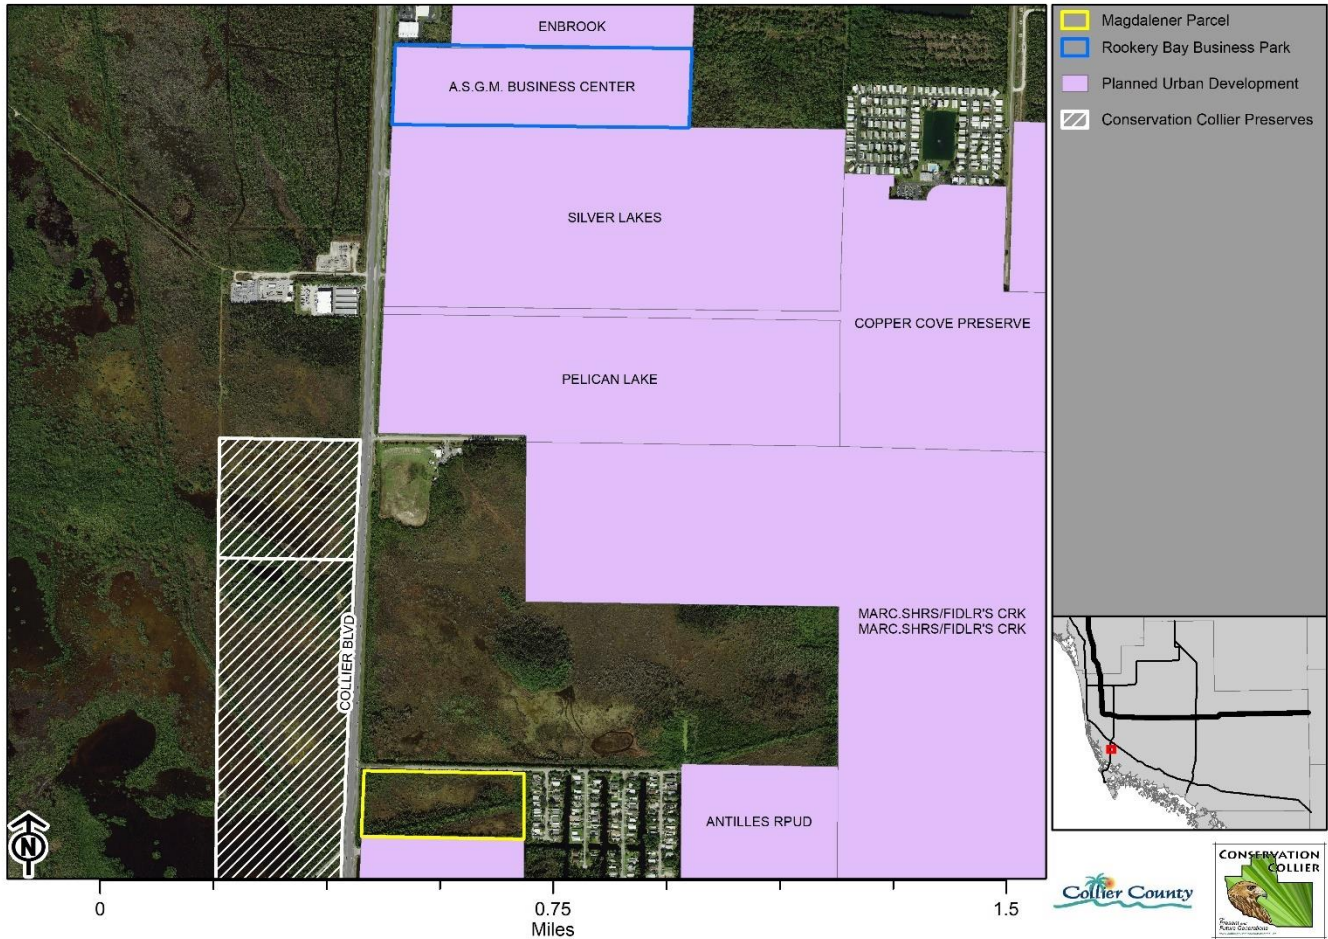 ENBROOK
A.S.G.M. BUSINESS CENTER
SILVER LAKES
COPPER COVE PRESERVE
PELICAN LAKE
MARC.SHRS/FIDLR'S CRK
MARC.SHRS/FIDLR'S CRK
COLLIER BLVD
ANTILLES RPUD
N
0
0.75
1.5
Miles
Magdalener Parcel
Rookery Bay Business Park
Planned Urban Development
Conservation Collier Preserves
Collier County
CONSERVATION
COLLIER
Future Generations